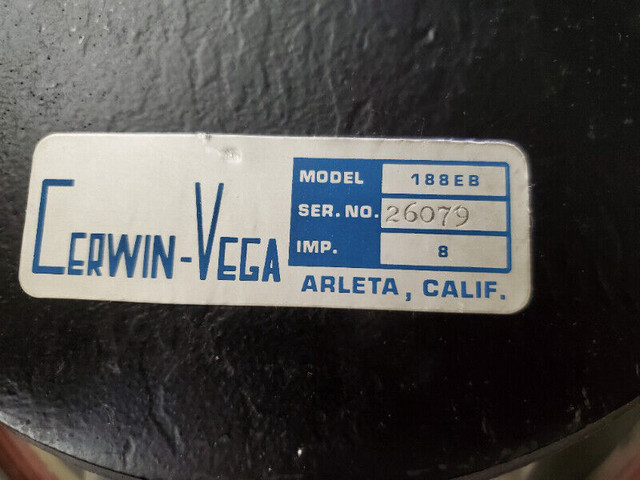 CERWIN-VEGA
MODEL 188EB
SER. NO. 26079
IMP. 8
ARLETA, CALIF.